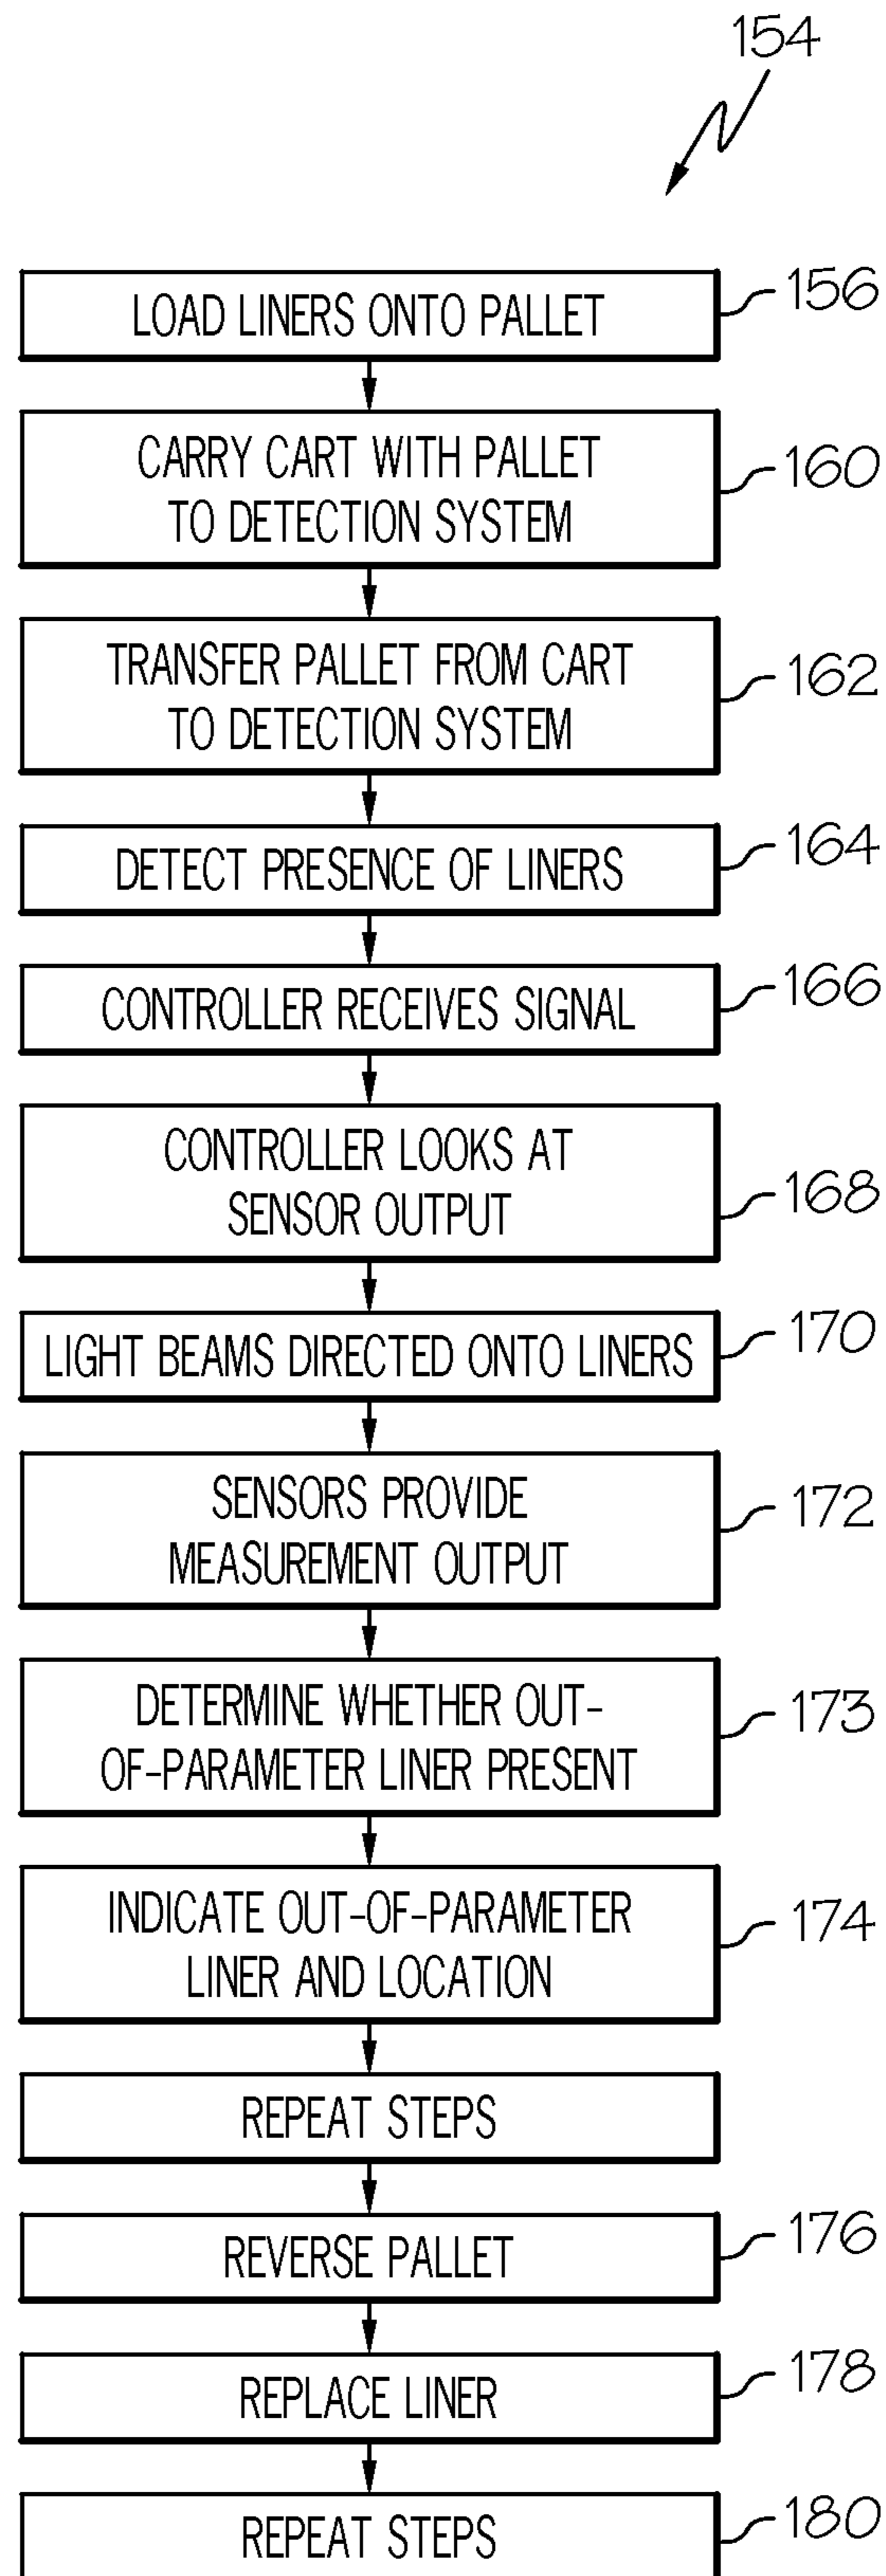 154
LOAD LINERS ONTO PALLET
156
CARRY CART WITH PALLET
TO DETECTION SYSTEM
160
TRANSFER PALLET FROM CART
TO DETECTION SYSTEM
162
DETECT PRESENCE OF LINERS
164
CONTROLLER RECEIVES SIGNAL
166
CONTROLLER LOOKS AT
SENSOR OUTPUT
168
LIGHT BEAMS DIRECTED ONTO LINERS
170
SENSORS PROVIDE
MEASUREMENT OUTPUT
172
DETERMINE WHETHER OUT-
OF-PARAMETER LINER PRESENT
173
INDICATE OUT-OF-PARAMETER
LINER AND LOCATION
174
REPEAT STEPS
REVERSE PALLET
176
REPLACE LINER
178
REPEAT STEPS
180